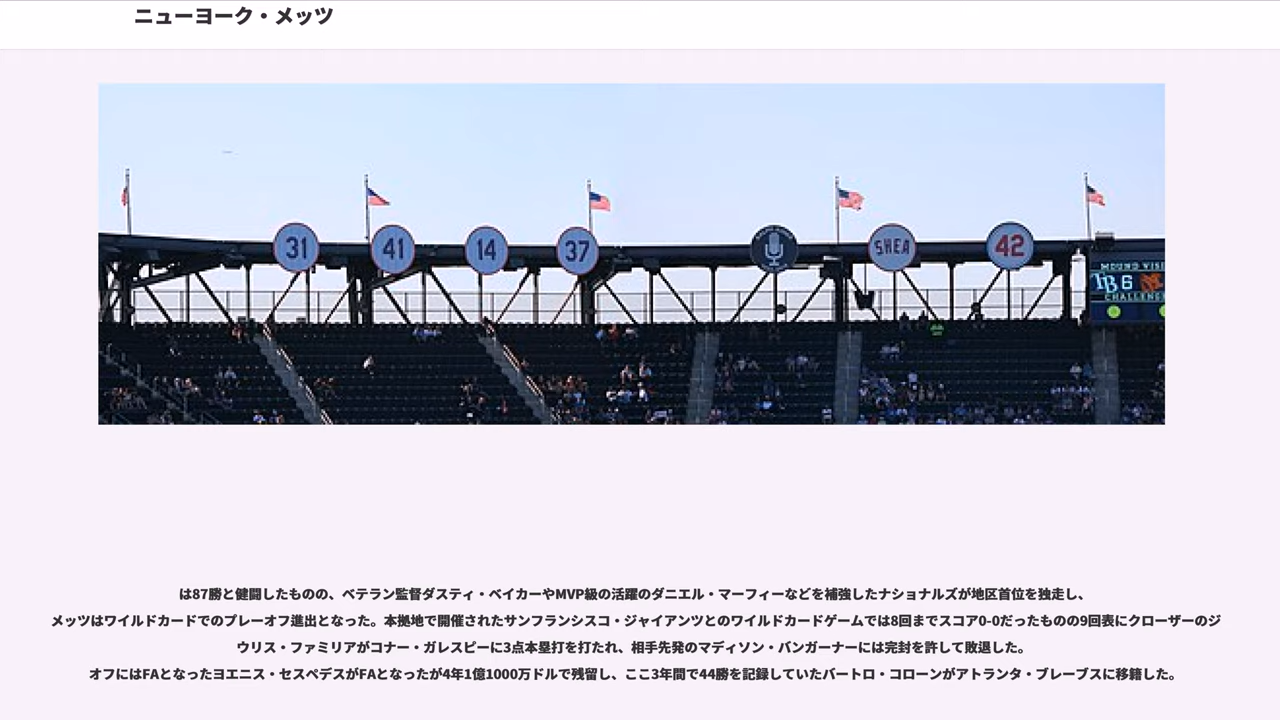 ニューヨーク・メッツ
31
41
14
37
SHEA
42
MOUND VISI
TB 6
CHALLENGE
は87勝と健闘したものの、ベテラン監督ダスティ・ベイカーやMVP級の活躍のダニエル・マーフィーなどを補強したナショナルズが地区首位を独走し、
メッツはワイルドカードでのプレーオフ進出となった。本拠地で開催されたサンフランシスコ・ジャイアンツとのワイルドカードゲームでは8回までスコア0-0だったものの9回表にクローザーのジ
ウリス・ファミリアがコナー・ガレスピーに3点本塁打を打たれ、相手先発のマディソン・バンガーナーには完封を許して敗退した。
オフにはFAとなったヨエニス・セスペデスがFAとなったが4年1億1000万ドルで残留し、ここ3年間で44勝を記録していたバートロ・コローンがアトランタ・ブレーブスに移籍した。